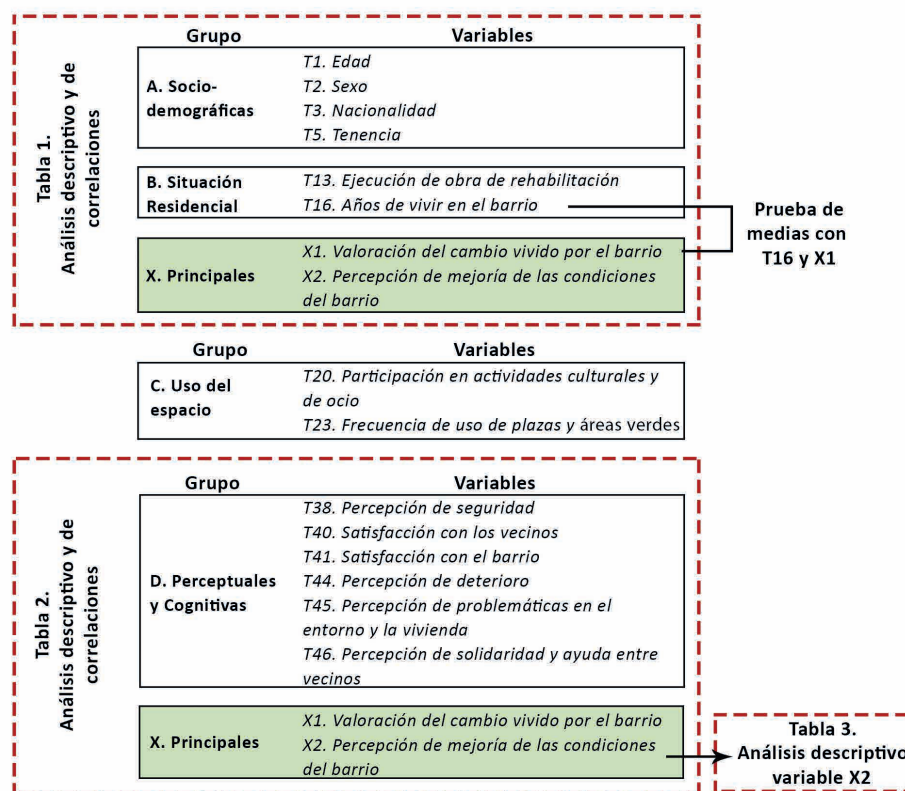 Grupo Variables
Tabla 1.
Análisis descriptivo y de
correlaciones
A. Socio-
demográficas
T1. Edad
T2. Sexo
T3. Nacionalidad
T5. Tenencia
B. Situación
Residencial
T13. Ejecución de obra de rehabilitación
T16. Años de vivir en el barrio
X. Principales
X1. Valoración del cambio vivido por el barrio
X2. Percepción de mejoría de las condiciones
del barrio
Prueba de
medias con
T16 y X1
Grupo Variables
C. Uso del
espacio
T20. Participación en actividades culturales y
de ocio
T23. Frecuencia de uso de plazas y áreas verdes
Grupo Variables
Tabla 2.
Análisis descriptivo y de
correlaciones
D. Perceptuales
y Cognitivas
T38. Percepción de seguridad
T40. Satisfacción con los vecinos
T41. Satisfacción con el barrio
T44. Percepción de deterioro
T45. Percepción de problemáticas en el
entorno y la vivienda
T46. Percepción de solidaridad y ayuda entre
vecinos
X. Principales
X1. Valoración del cambio vivido por el barrio
X2. Percepción de mejoría de las condiciones
del barrio
Tabla 3.
Análisis descriptivo
variable X2